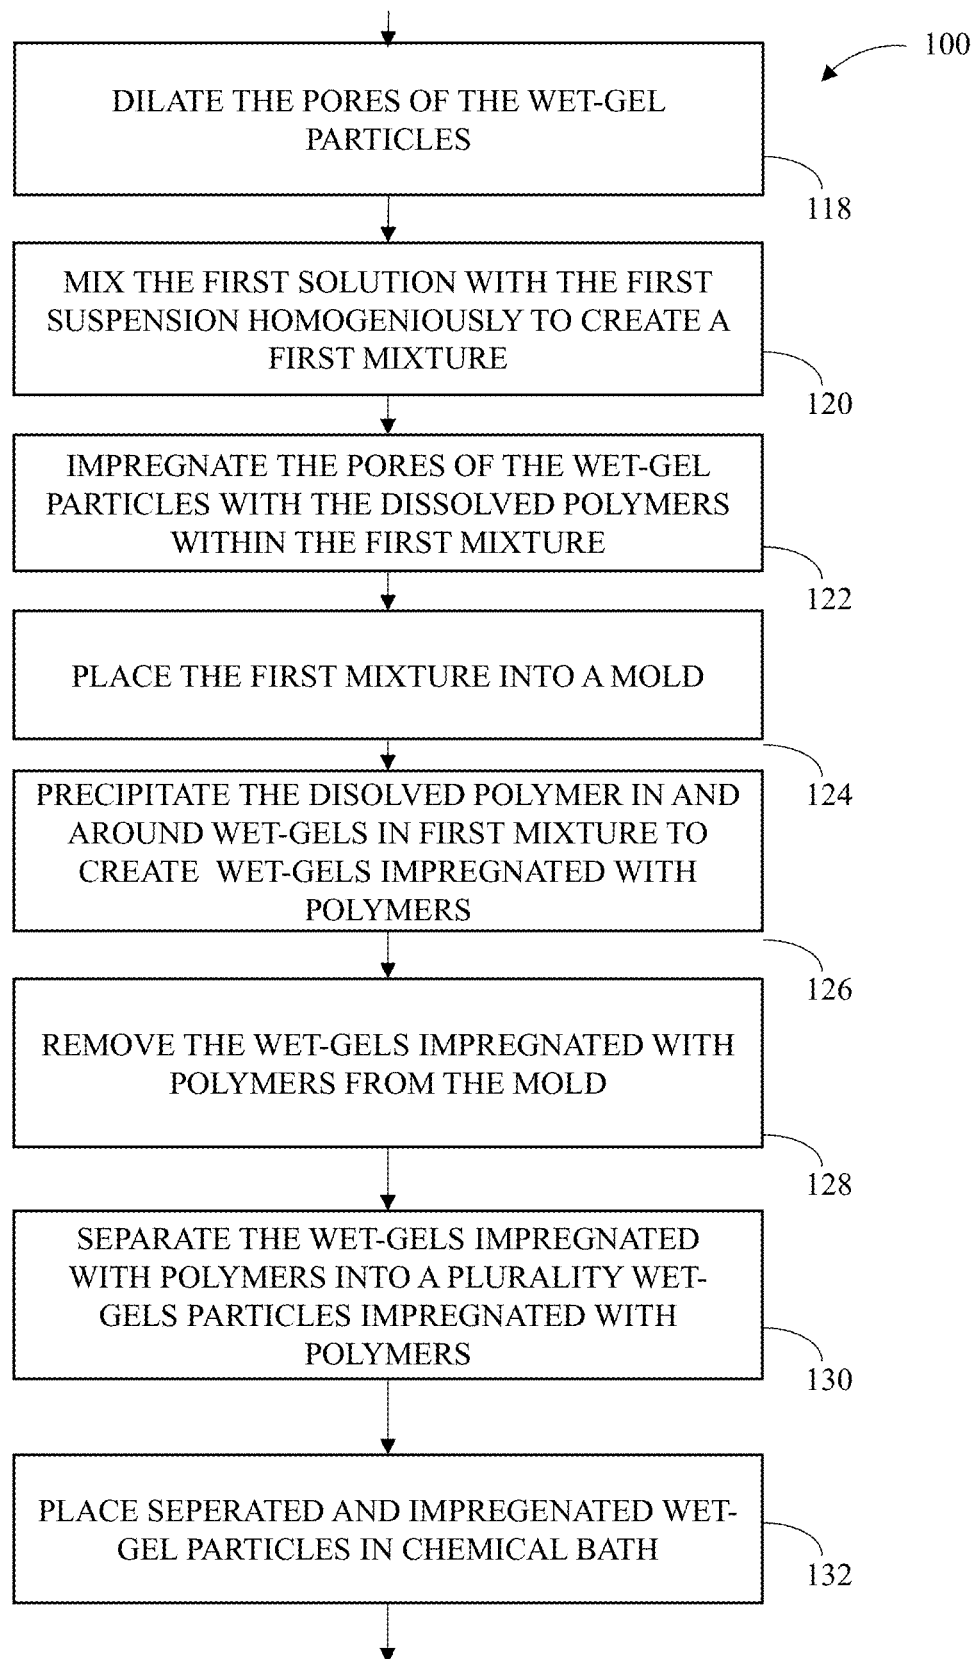 100
DILATE THE PORES OF THE WET-GEL
PARTICLES
118
MIX THE FIRST SOLUTION WITH THE FIRST
SUSPENSION HOMOGENIOUSLY TO CREATE A
FIRST MIXTURE
120
IMPREGNATE THE PORES OF THE WET-GEL
PARTICLES WITH THE DISSOLVED POLYMERS
WITHIN THE FIRST MIXTURE
122
PLACE THE FIRST MIXTURE INTO A MOLD
124
PRECIPITATE THE DISOLVED POLYMER IN AND
AROUND WET-GELS IN FIRST MIXTURE TO
CREATE WET-GELS IMPREGNATED WITH
POLYMERS
126
REMOVE THE WET-GELS IMPREGNATED WITH
POLYMERS FROM THE MOLD
128
SEPARATE THE WET-GELS IMPREGNATED
WITH POLYMERS INTO A PLURALITY WET-
GELS PARTICLES IMPREGNATED WITH
POLYMERS
130
PLACE SEPERATED AND IMPREGENATED WET-
GEL PARTICLES IN CHEMICAL BATH
132